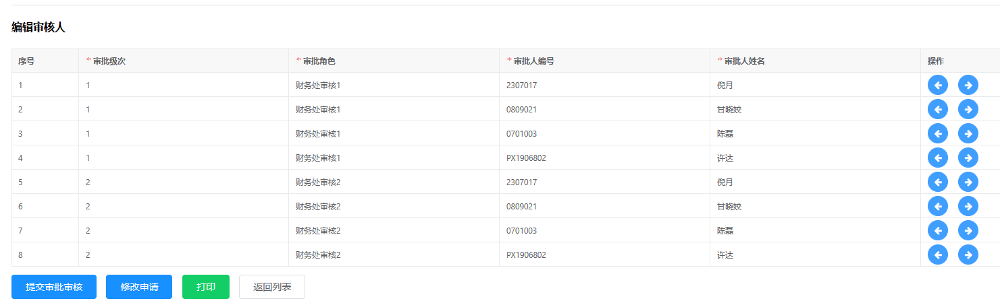 编辑审核人
序号 * 审批级次 * 审批角色 * 审批人编号 * 审批人姓名 操作
1 1 财务处审核1 2307017 倪月
2 1 财务处审核1 0809021 甘晓姣
3 1 财务处审核1 0701003 陈磊
4 1 财务处审核1 PX1906802 许达
5 2 财务处审核2 2307017 倪月
6 2 财务处审核2 0809021 甘晓姣
7 2 财务处审核2 0701003 陈磊
8 2 财务处审核2 PX1906802 许达
提交审批审核 修改申请 打印 返回列表